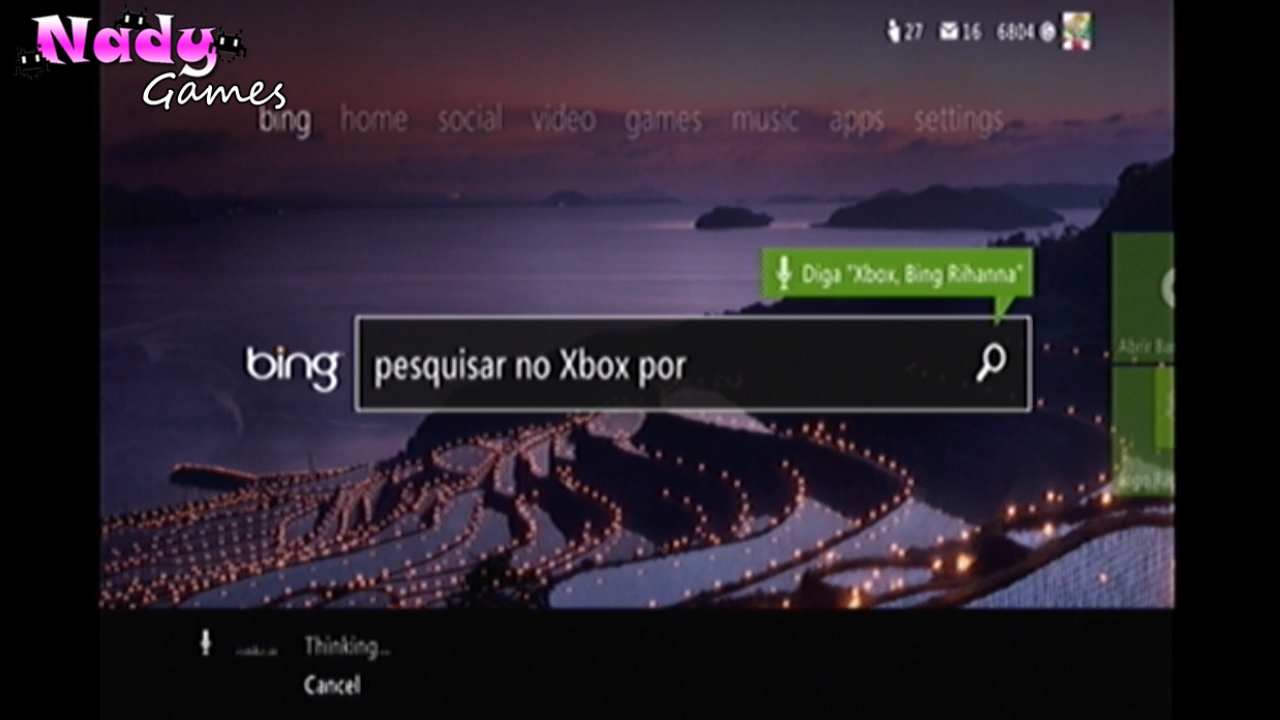 Nady
Games
27 16 6804 G
bing home social video games music apps settings
Diga "Xbox, Bing Rihanna"
bing pesquisar no Xbox por
Abrir
Thinking...
Cancel